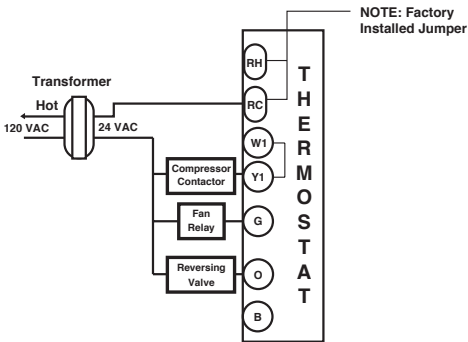 NOTE: Factory
Installed Jumper
RH
Transformer
Hot
RC
120 VAC
24 VAC
W1
Compressor
Contactor
Y1
Fan
Relay
G
Reversing
Valve
O
B
THERMOSTAT